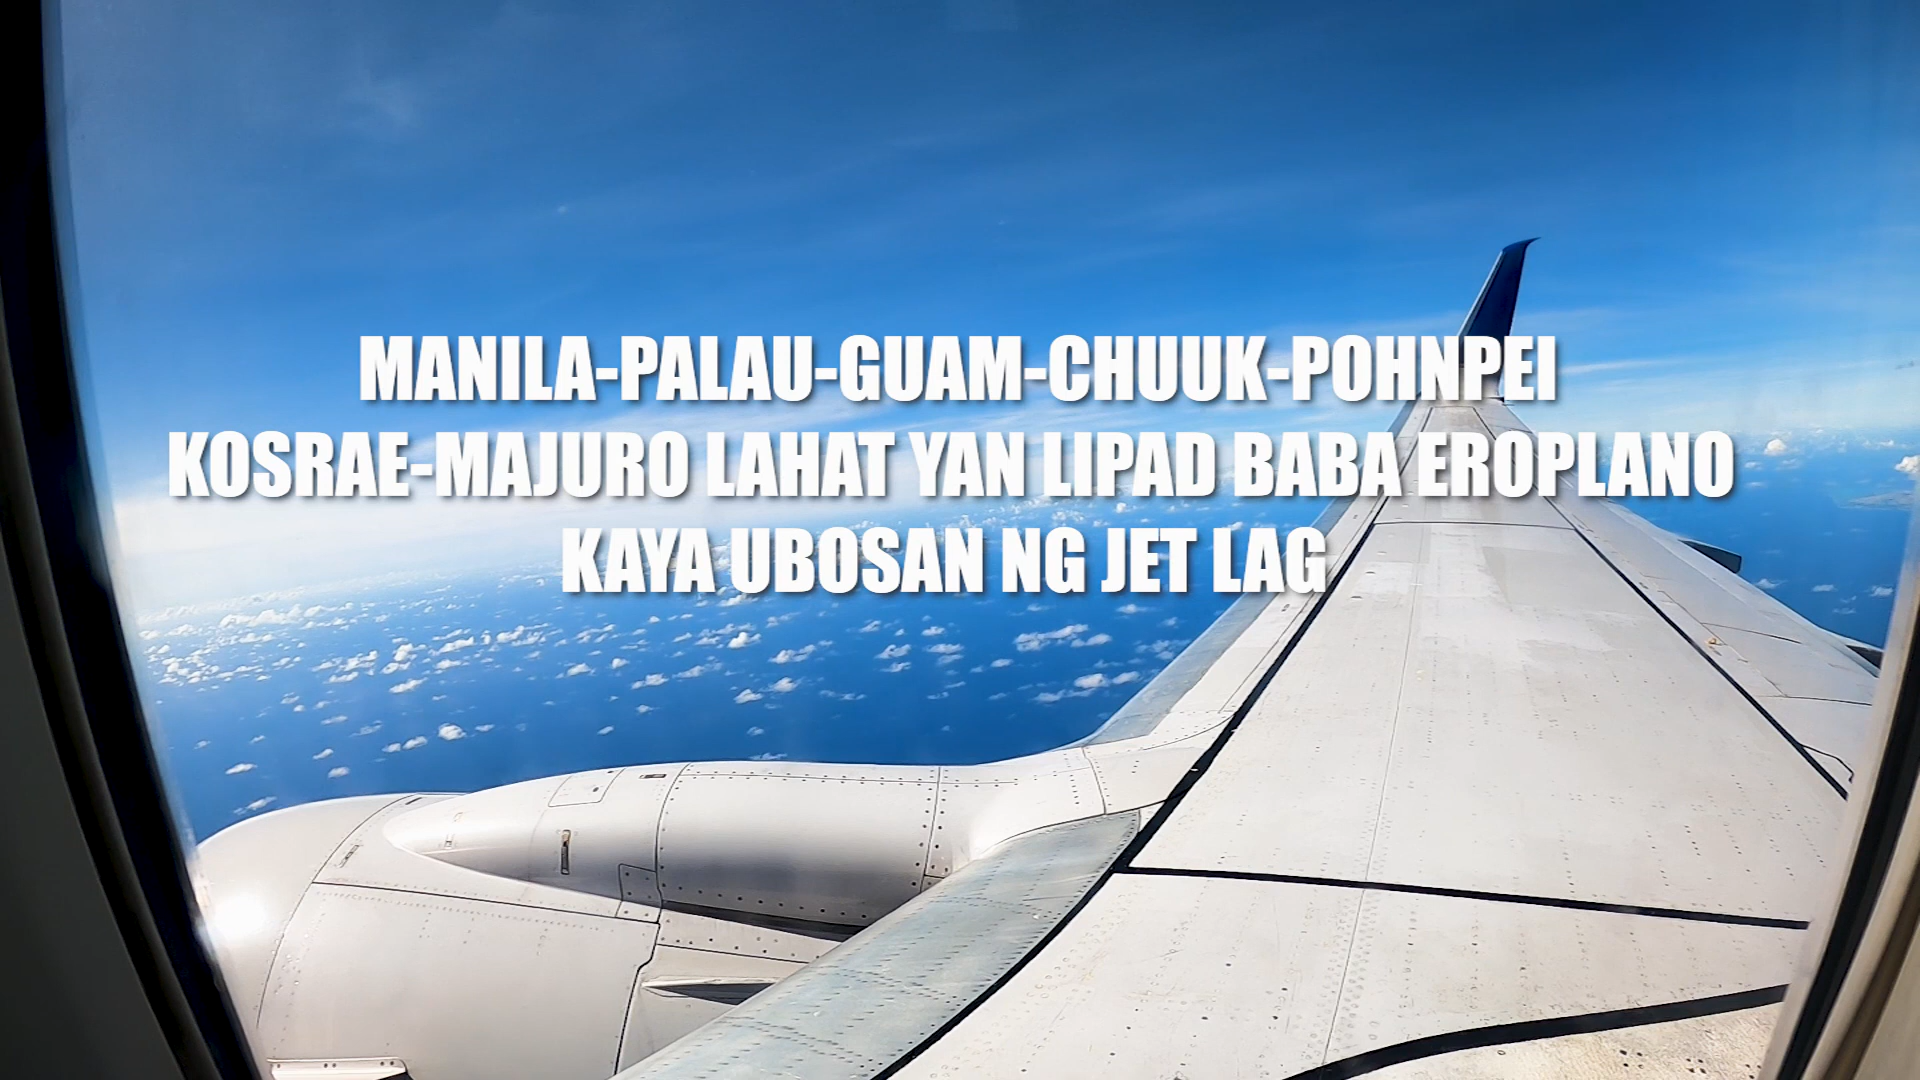 MANILA-PALAU-GUAM-CHUUK-POHNPEI
KOSRAE-MAJURO LAHAT YAN LIPAD BABA EROPLANO
KAYA UBOSAN NG JET LAG